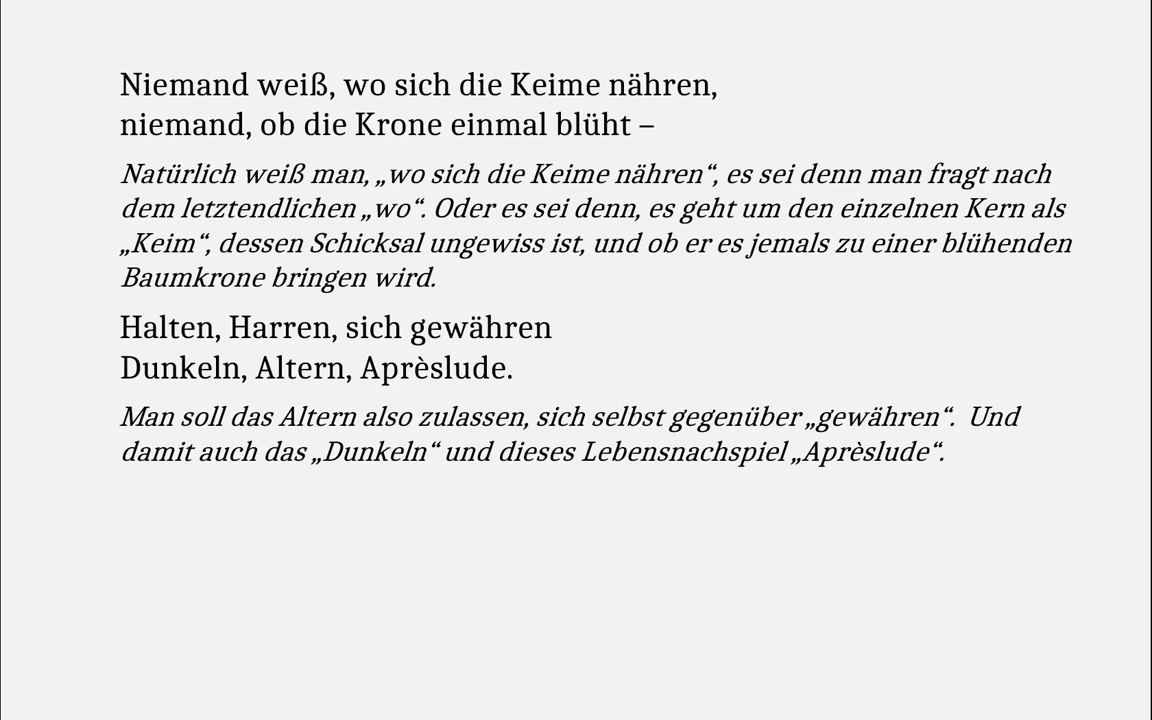 Niemand weiß, wo sich die Keime nähren,
niemand, ob die Krone einmal blüht –
Natürlich weiß man, „wo sich die Keime nähren“, es sei denn man fragt nach
dem letztendlichen „wo“. Oder es sei denn, es geht um den einzelnen Kern als
„Keim“, dessen Schicksal ungewiss ist, und ob er es jemals zu einer blühenden
Baumkrone bringen wird.
Halten, Harren, sich gewähren
Dunkeln, Altern, Aprèslude.
Man soll das Altern also zulassen, sich selbst gegenüber „gewähren“.  Und
damit auch das „Dunkeln“ und dieses Lebensnachspiel „Aprèslude“.